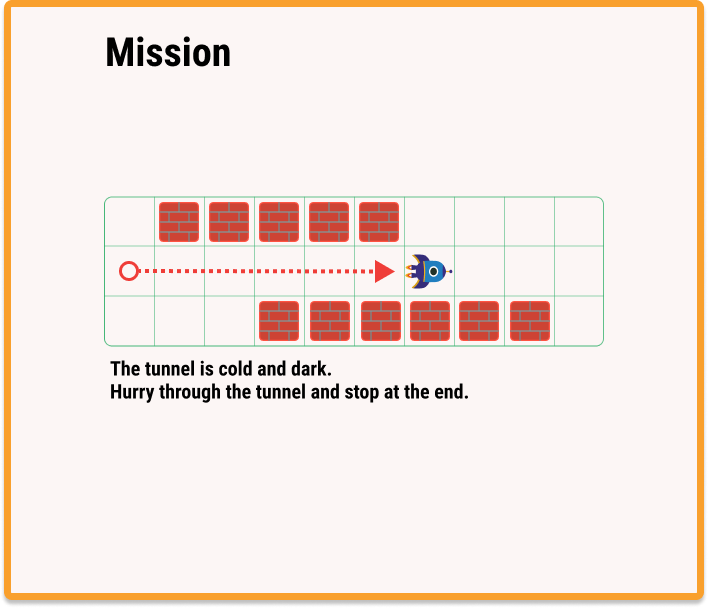 Mission
The tunnel is cold and dark.
Hurry through the tunnel and stop at the end.